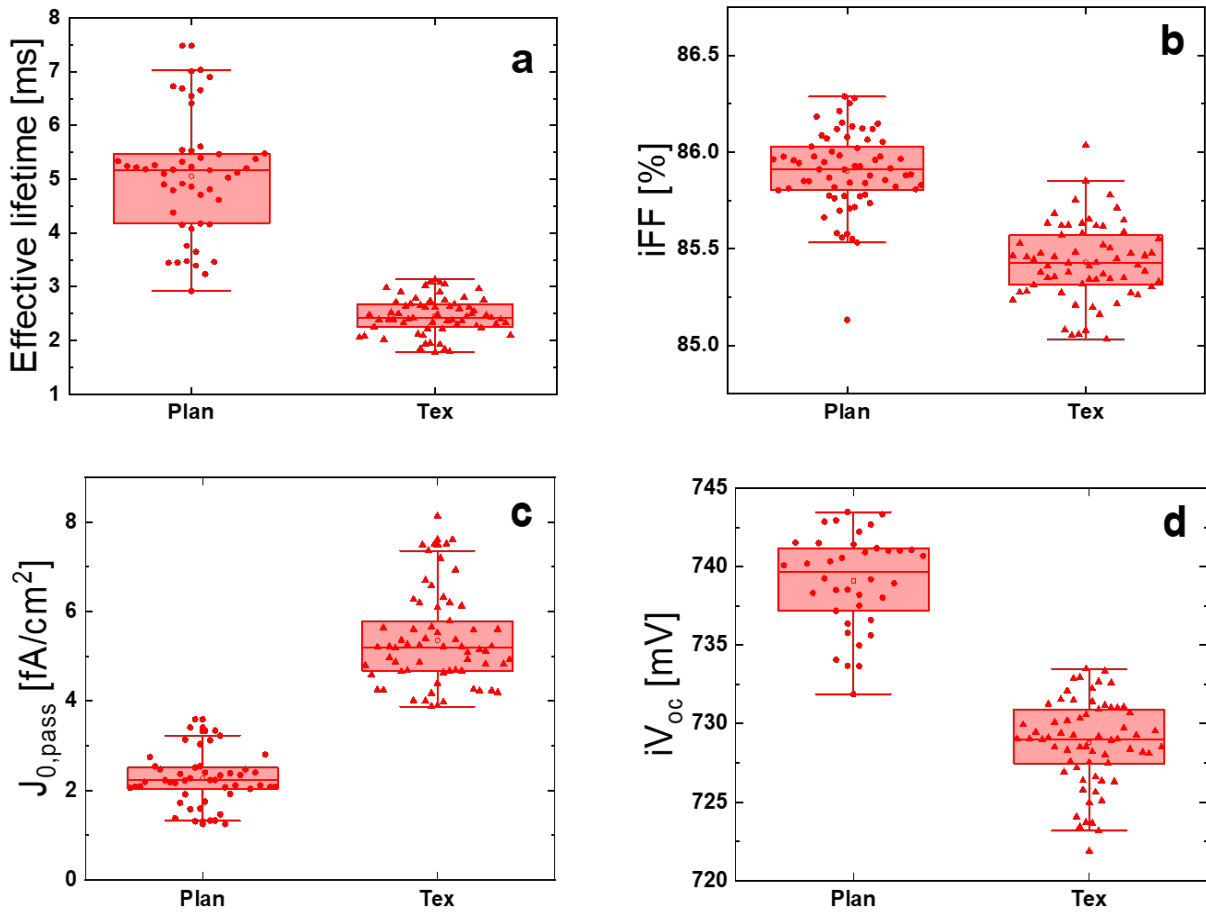 a
Effective lifetime [ms]
8
7
6
5
4
3
2
1
Plan
Tex
b
iFF [%]
86.5
86.0
85.5
85.0
Plan
Tex
c
J0,pass [fA/cm2]
8
6
4
2
0
Plan
Tex
d
iVoc [mV]
745
740
735
730
725
720
Plan
Tex